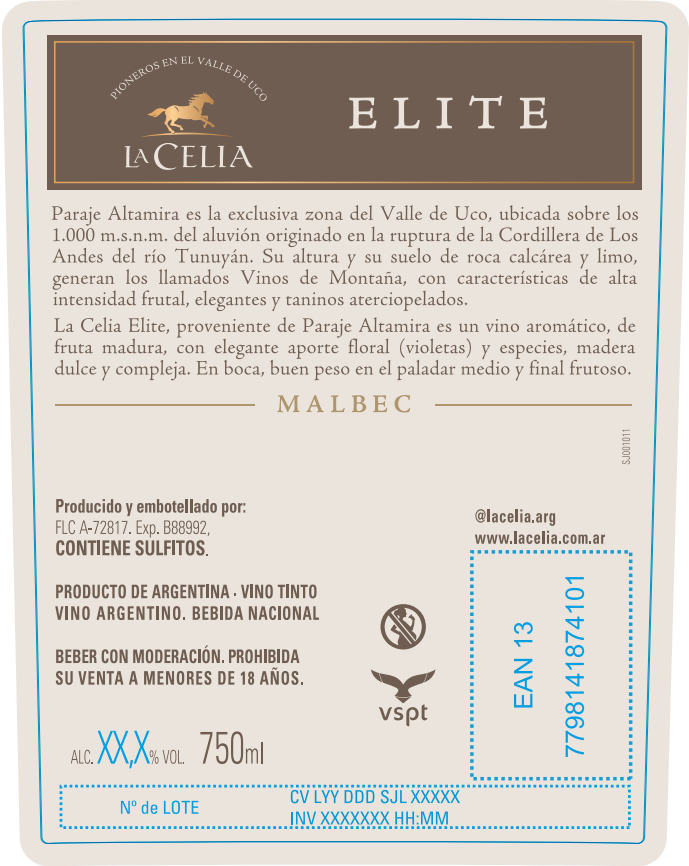 PIONEROS EN EL VALLE DE UCO
LA CELIA
ELITE
Paraje Altamira es la exclusiva zona del Valle de Uco, ubicada sobre los
1.000 m.s.n.m. del aluvión originado en la ruptura de la Cordillera de Los
Andes del río Tunuyán. Su altura y su suelo de roca calcárea y limo,
generan los llamados Vinos de Montaña, con características de alta
intensidad frutal, elegantes y taninos aterciopelados.
La Celia Elite, proveniente de Paraje Altamira es un vino aromático, de
fruta madura, con elegante aporte floral (violetas) y especies, madera
dulce y compleja. En boca, buen peso en el paladar medio y final frutoso.
MALBEC
SJ001011
Producido y embotellado por:
FLC A-72817. Exp. B88992,
CONTIENE SULFITOS.
PRODUCTO DE ARGENTINA · VINO TINTO
VINO ARGENTINO. BEBIDA NACIONAL
BEBER CON MODERACIÓN. PROHIBIDA
SU VENTA A MENORES DE 18 AÑOS.
ALC. XX,X% VOL. 750ml
@lacelia.arg
www.lacelia.com.ar
vspt
EAN 13
7798141874101
Nº de LOTE
CV LYY DDD SJL XXXXX
INV XXXXXXX HH:MM